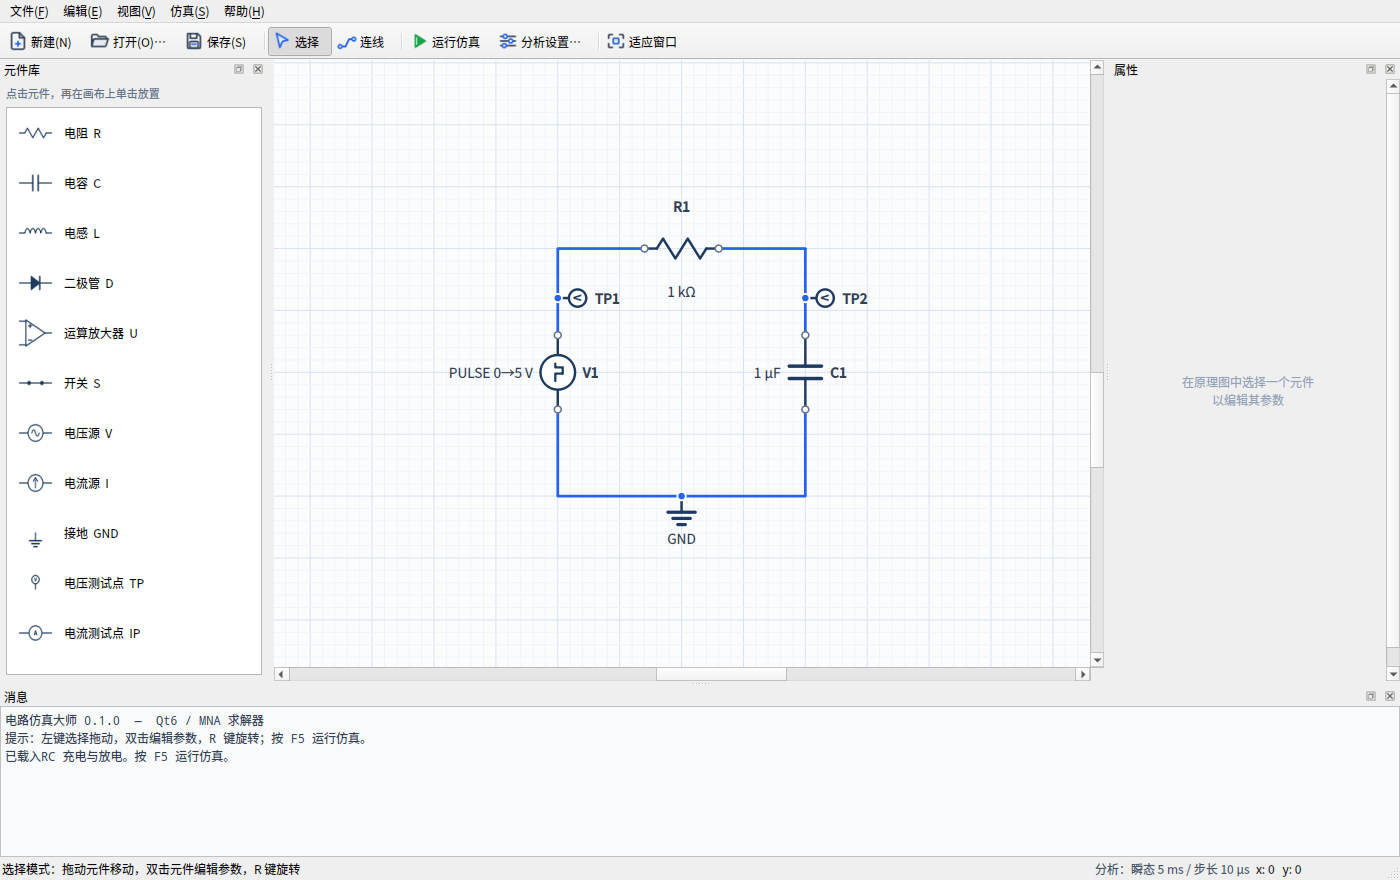 文件(F) 编辑(E) 视图(V) 仿真(S) 帮助(H)
新建(N) 打开(O)… 保存(S) 选择 连线 运行仿真 分析设置… 适应窗口
元件库
点击元件，再在画布上单击放置
电阻 R
电容 C
电感 L
二极管 D
运算放大器 U
开关 S
电压源 V
电流源 I
接地 GND
电压测试点 TP
电流测试点 IP
R1
1 kΩ
TP1
TP2
PULSE 0→5 V
V1
1 µF
C1
GND
属性
在原理图中选择一个元件
以编辑其参数
消息
电路仿真大师 0.1.0 — Qt6 / MNA 求解器
提示：左键选择拖动，双击编辑参数，R 键旋转；按 F5 运行仿真。
已载入RC 充电与放电。按 F5 运行仿真。
选择模式：拖动元件移动，双击元件编辑参数，R 键旋转
分析：瞬态 5 ms / 步长 10 µs x: 0 y: 0